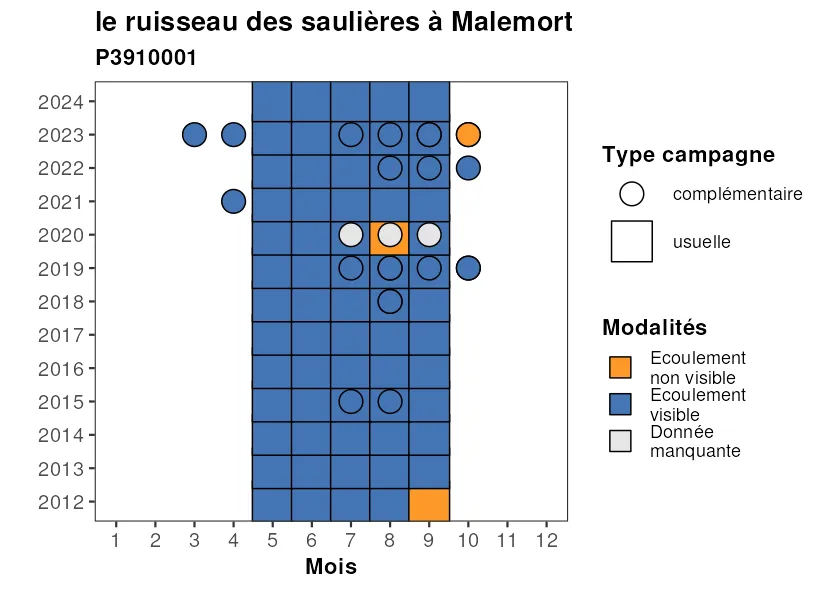 le ruisseau des saulières à Malemort
P3910001
2024
2023
2022
2021
2020
2019
2018
2017
2016
2015
2014
2013
2012
1 2 3 4 5 6 7 8 9 10 11 12
Mois
Type campagne
complémentaire
usuelle
Modalités
Ecoulement
non visible
Ecoulement
visible
Donnée
manquante